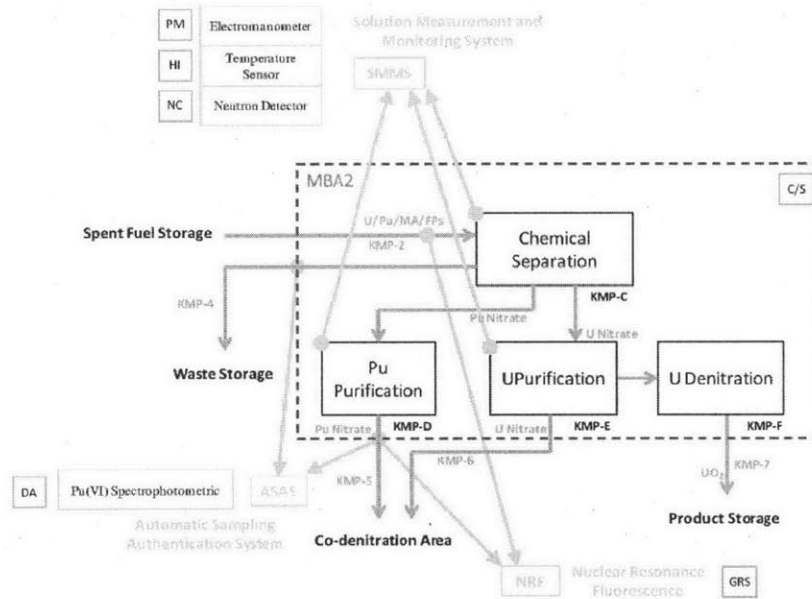 PM
Electromanometer
HI
Temperature
Sensor
NC
Neutron Detector
Solution Measurement and
Monitoring System
SMMS
MBA2
C/S
Spent Fuel Storage
U/Pu/MA/FPs
KMP-2
Chemical
Separation
KMP-4
KMP-C
Pu Nitrate
U Nitrate
Waste Storage
Pu
Purification
UPurification
U Denitration
Pu Nitrate
KMP-D
U Nitrate
KMP-E
KMP-F
KMP-6
KMP-5
UO₂
KMP-7
DA
Pu(VI) Spectrophotometric
ASAS
Automatic Sampling
Authentication System
Co-denitration Area
Product Storage
NRF
Nuclear Resonance
Fluorescence
GRS